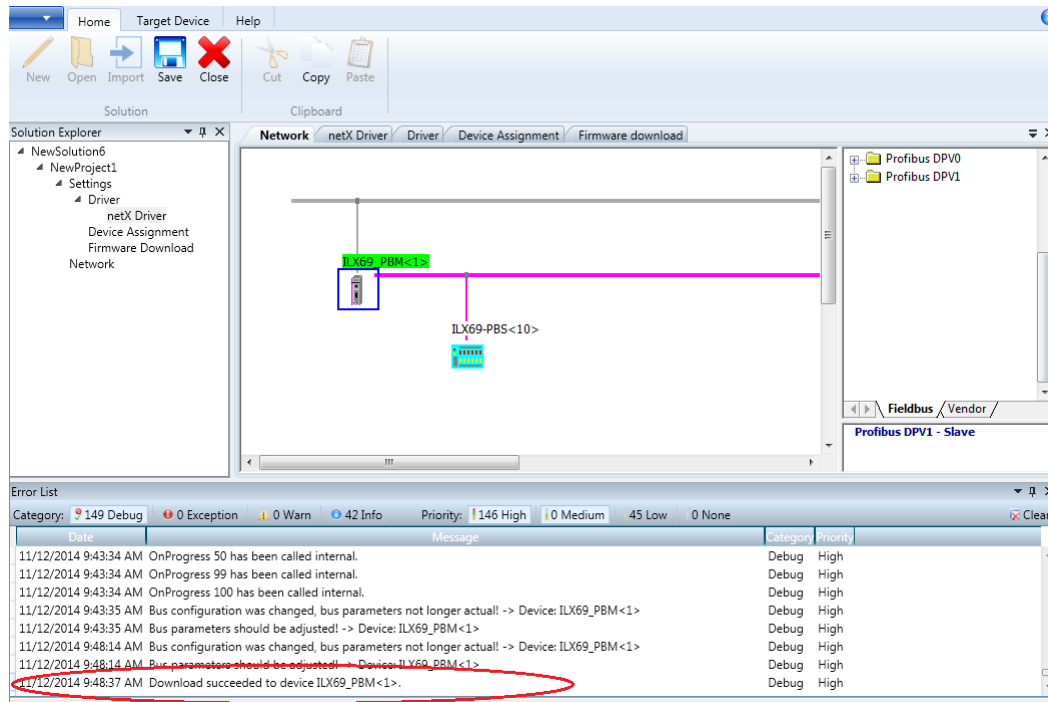 Home Target Device Help
New Open Import Save Close Cut Copy Paste
Solution Clipboard
Solution Explorer
NewSolution6
NewProject1
Settings
Driver
netX Driver
Device Assignment
Firmware Download
Network
Network netX Driver Driver Device Assignment Firmware download
ILX69_PBM<1>
ILX69-PBS<10>
Profibus DPV0
Profibus DPV1
Fieldbus Vendor
Profibus DPV1 - Slave
Error List
Category: 149 Debug 0 Exception 0 Warn 42 Info Priority: 146 High 0 Medium 45 Low 0 None Clear
Date Message Category Priority
11/12/2014 9:43:34 AM OnProgress 50 has been called internal. Debug High
11/12/2014 9:43:34 AM OnProgress 99 has been called internal. Debug High
11/12/2014 9:43:34 AM OnProgress 100 has been called internal. Debug High
11/12/2014 9:43:35 AM Bus configuration was changed, bus parameters not longer actual! -> Device: ILX69_PBM<1> Debug High
11/12/2014 9:43:35 AM Bus parameters should be adjusted! -> Device: ILX69_PBM<1> Debug High
11/12/2014 9:48:14 AM Bus configuration was changed, bus parameters not longer actual! -> Device: ILX69_PBM<1> Debug High
11/12/2014 9:48:14 AM Bus parameters should be adjusted! -> Device: ILX69_PBM<1> Debug High
11/12/2014 9:48:37 AM Download succeeded to device ILX69_PBM<1>. Debug High